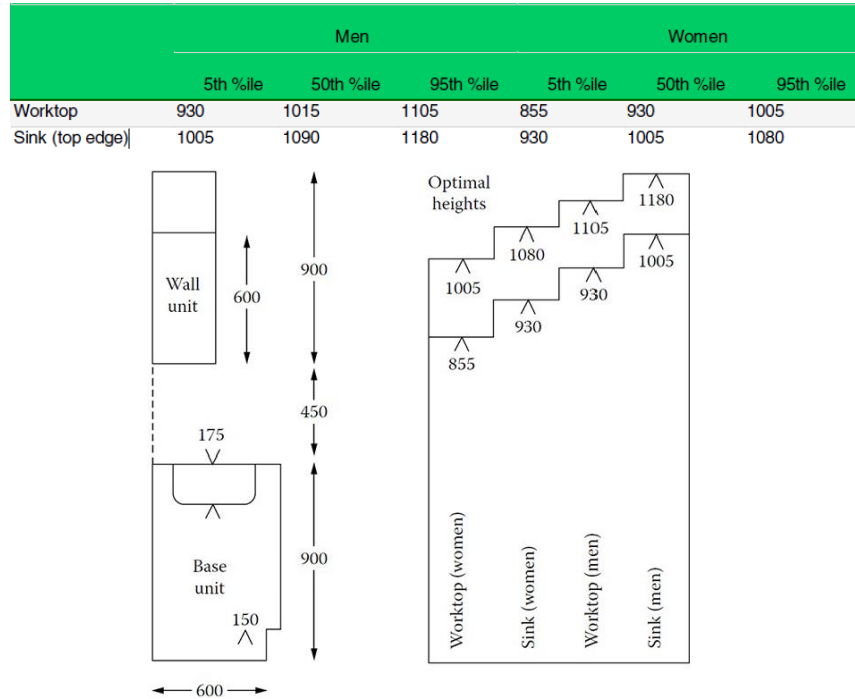 Men Women
5th %ile 50th %ile 95th %ile 5th %ile 50th %ile 95th %ile
Worktop 930 1015 1105 855 930 1005
Sink (top edge) 1005 1090 1180 930 1005 1080
Optimal
heights
1180
1105
1080
1005
1005
930
930
855
Wall
unit
600
900
450
175
Base
unit
900
150
600
Worktop (women)
Sink (women)
Worktop (men)
Sink (men)